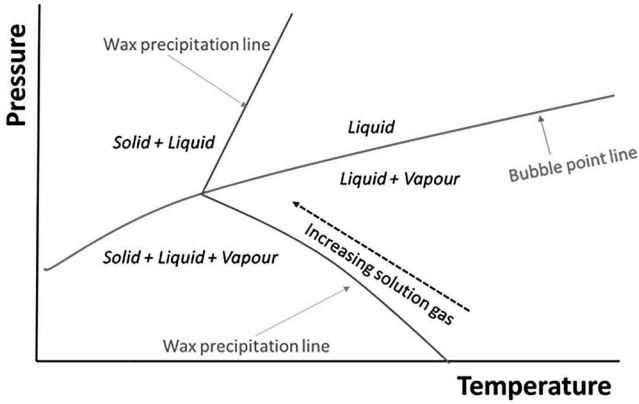 Pressure
Wax precipitation line
Solid + Liquid
Liquid
Liquid + Vapour
Bubble point line
Solid + Liquid + Vapour
Increasing solution gas
Wax precipitation line
Temperature